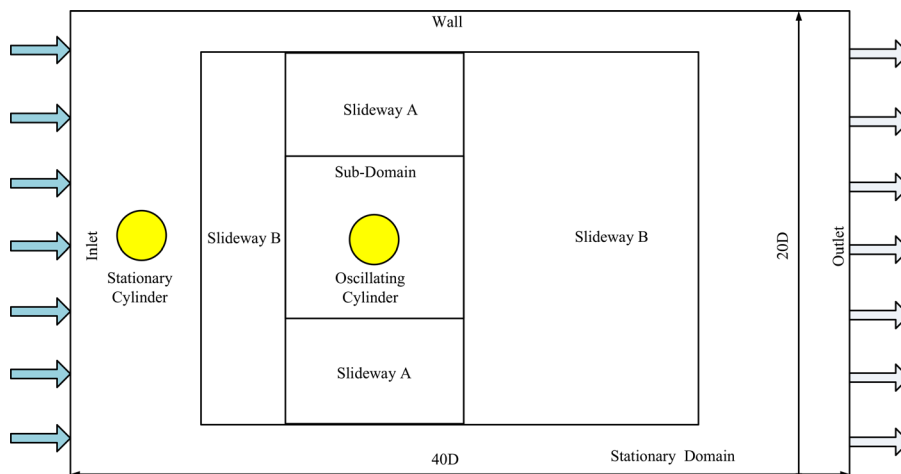 Wall
Slideway A
Sub-Domain
Inlet
Slideway B
Slideway B
20D
Outlet
Stationary
Cylinder
Oscillating
Cylinder
Slideway A
40D
Stationary Domain